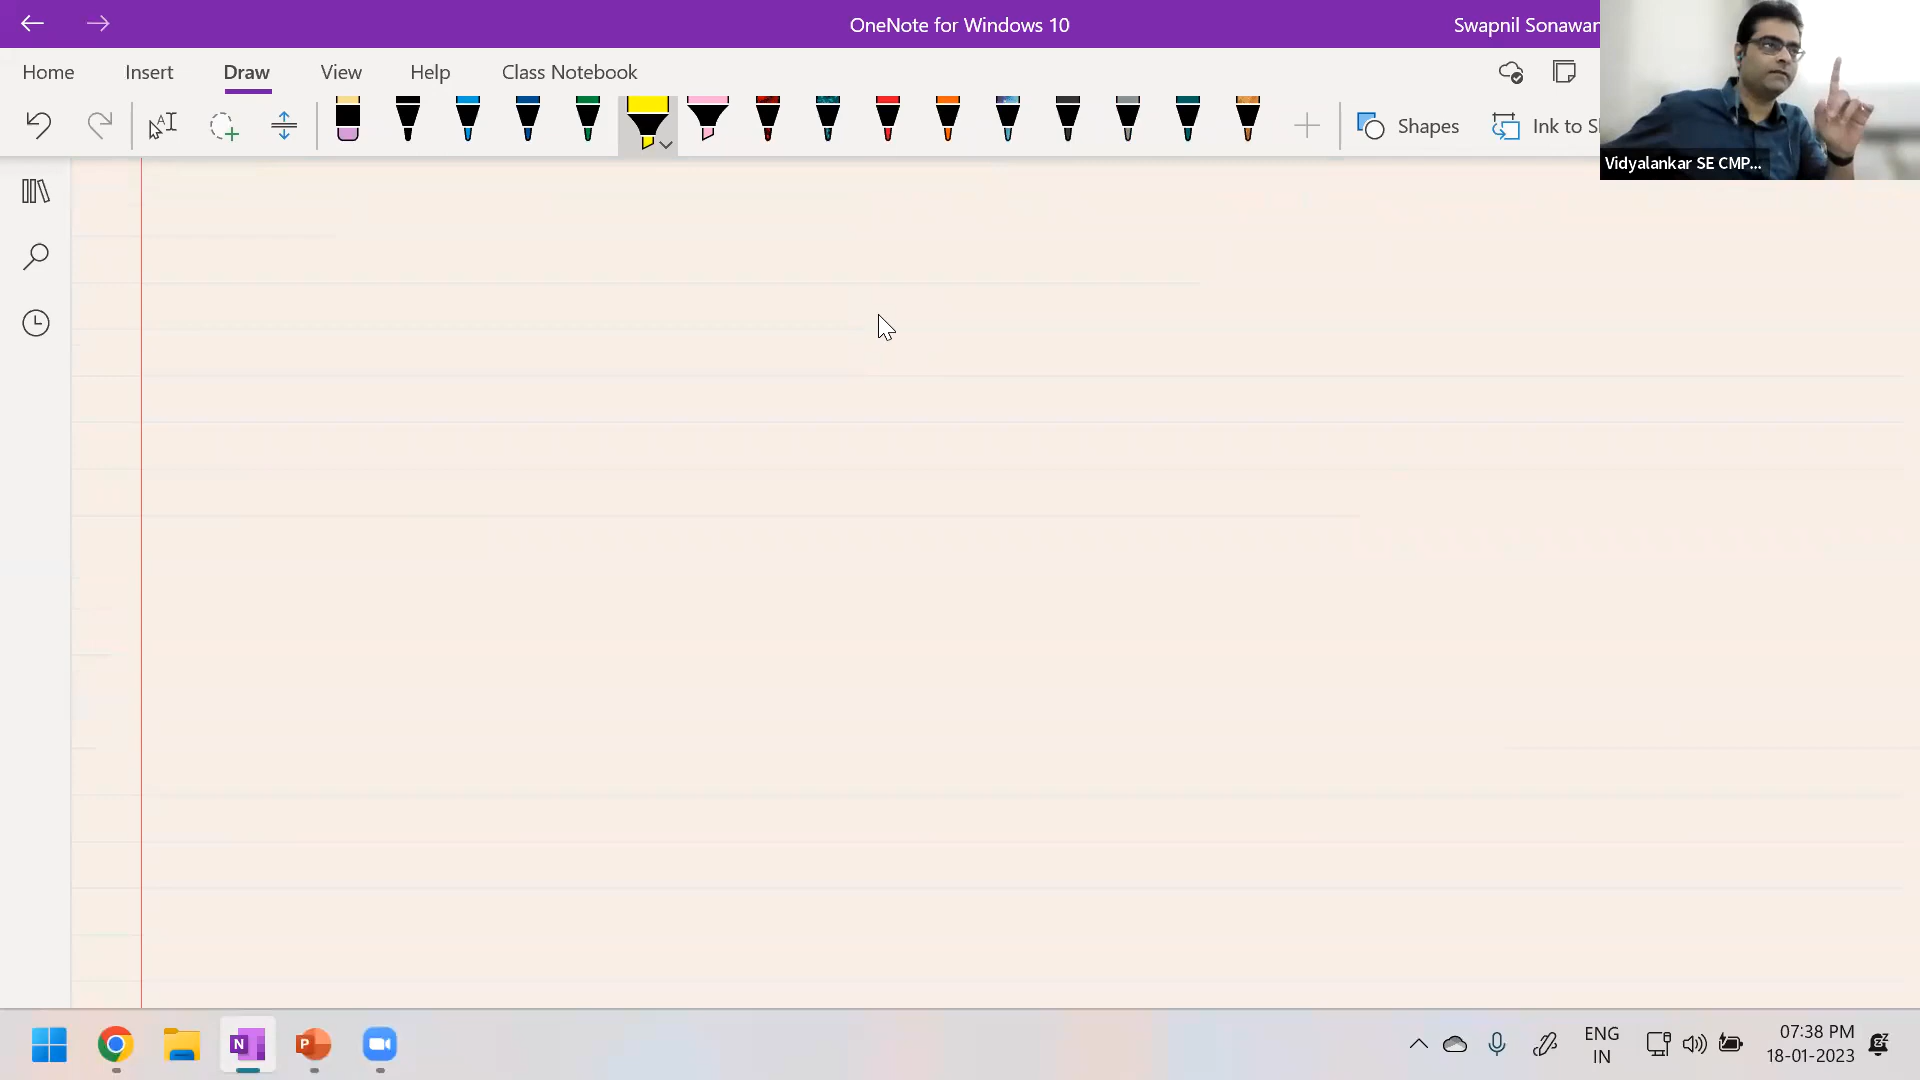 OneNote for Windows 10
Swapnil Sonawan
Home Insert Draw View Help Class Notebook
Shapes
Ink to S
Vidyalankar SE CMP...
ENG
IN
07:38 PM
18-01-2023